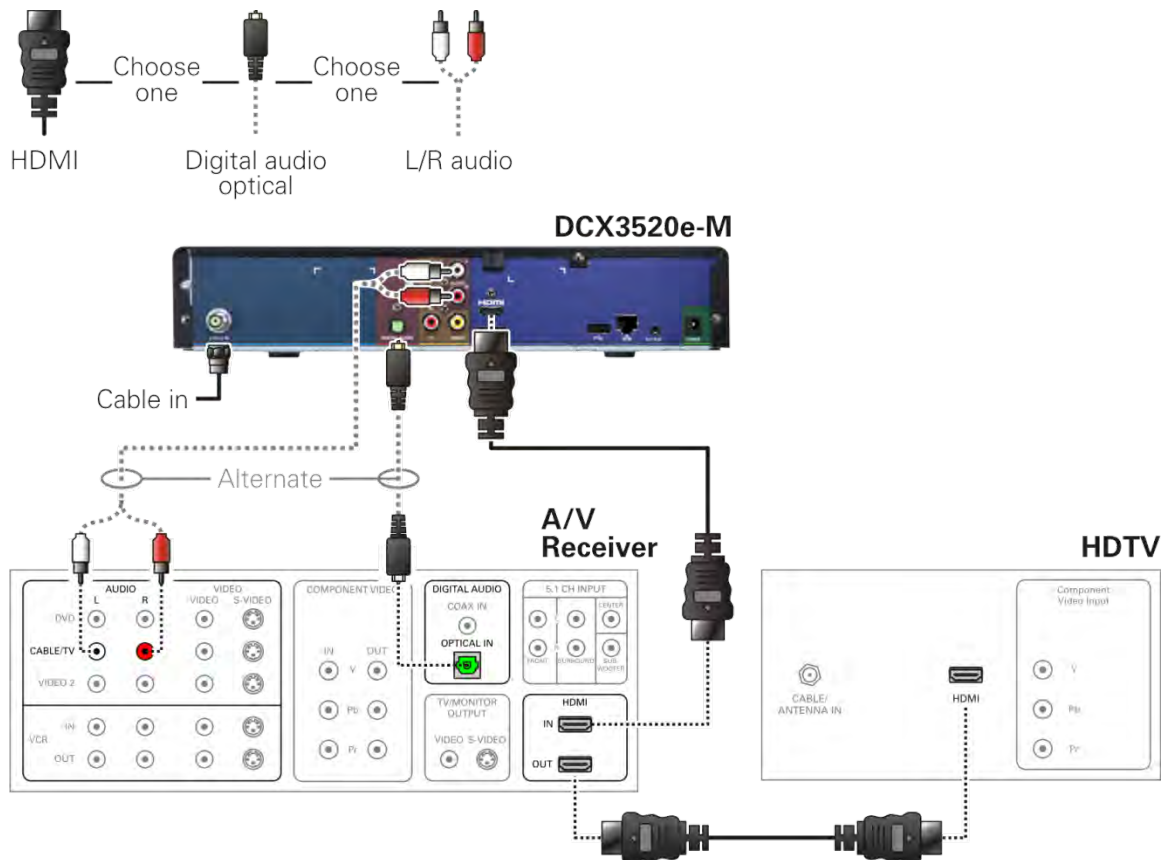 Choose
one
Choose
one
HDMI
Digital audio
optical
L/R audio
DCX3520e-M
HDMI
Cable in
Alternate
A/V
Receiver
HDTV
AUDIO
L
R
VIDEO
VIDEO
S-VIDEO
DVD
CABLE/TV
VIDEO 2
VCR
IN
OUT
COMPONENT VIDEO
IN
OUT
Y
Pb
Pr
DIGITAL AUDIO
COAX IN
OPTICAL IN
TV/MONITOR
OUTPUT
VIDEO S-VIDEO
5.1 CH INPUT
CENTER
FRONT
SURROUND
SUB
WOOFER
HDMI
IN
OUT
CABLE/
ANTENNA IN
HDMI
Component
Video Input
Y
Pb
Pr